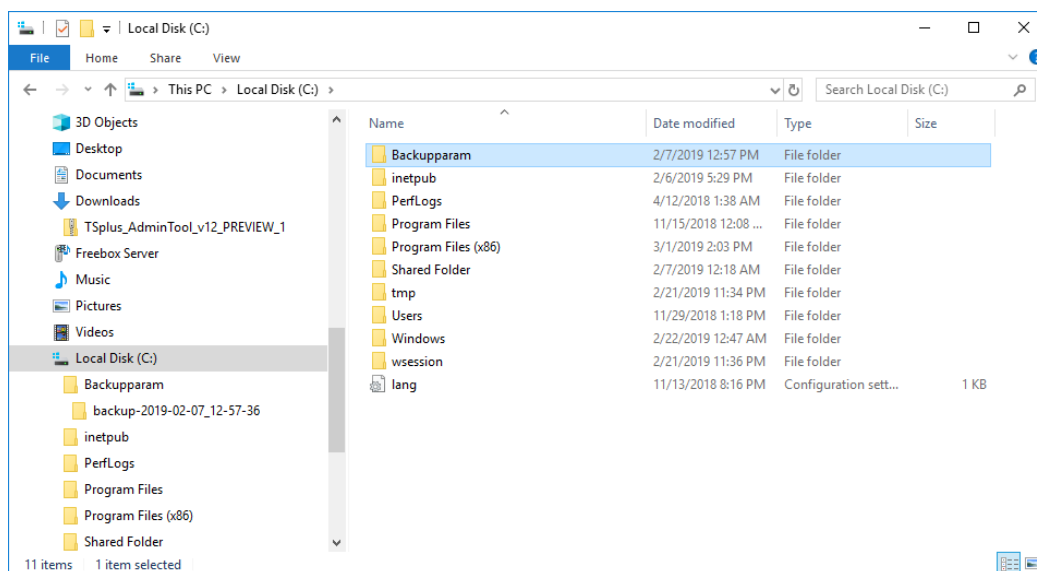 Local Disk (C:)
File Home Share View
This PC Local Disk (C:) Search Local Disk (C:)
3D Objects
Desktop
Documents
Downloads
TSplus_AdminTool_v12_PREVIEW_1
Freebox Server
Music
Pictures
Videos
Local Disk (C:)
Backupparam
backup-2019-02-07_12-57-36
inetpub
PerfLogs
Program Files
Program Files (x86)
Shared Folder
Name Date modified Type Size
Backupparam 2/7/2019 12:57 PM File folder
inetpub 2/6/2019 5:29 PM File folder
PerfLogs 4/12/2018 1:38 AM File folder
Program Files 11/15/2018 12:08 ... File folder
Program Files (x86) 3/1/2019 2:03 PM File folder
Shared Folder 2/7/2019 12:18 AM File folder
tmp 2/21/2019 11:34 PM File folder
Users 11/29/2018 1:18 PM File folder
Windows 2/22/2019 12:47 AM File folder
wsession 2/21/2019 11:36 PM File folder
lang 11/13/2018 8:16 PM Configuration sett... 1 KB
11 items 1 item selected